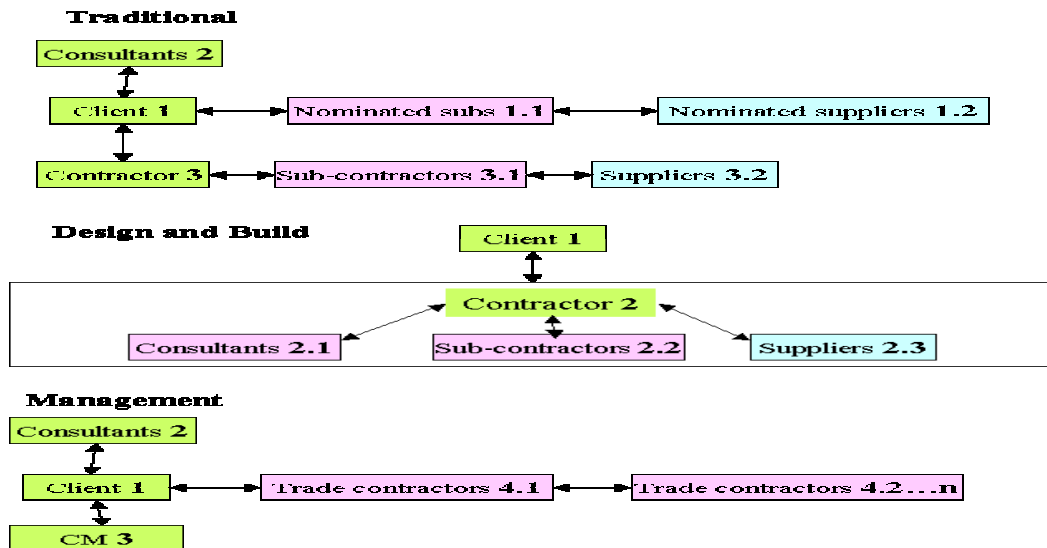 Traditional
Consultants 2
Client 1
Nominated subs 1.1
Nominated suppliers 1.2
Contractor 3
Sub-contractors 3.1
Suppliers 3.2
Design and Build
Client 1
Contractor 2
Consultants 2.1
Sub-contractors 2.2
Suppliers 2.3
Management
Consultants 2
Client 1
Trade contractors 4.1
Trade contractors 4.2...n
CM 3